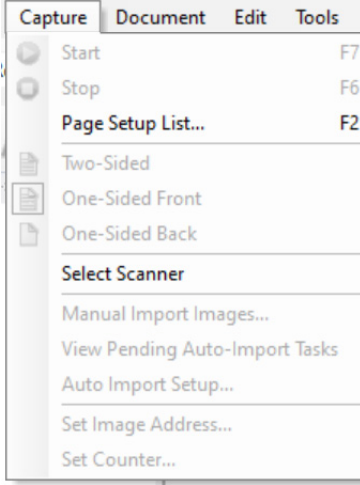 Capture Document Edit Tools
Start F7
Stop F6
Page Setup List... F2
Two-Sided
One-Sided Front
One-Sided Back
Select Scanner
Manual Import Images...
View Pending Auto-Import Tasks
Auto Import Setup...
Set Image Address...
Set Counter...